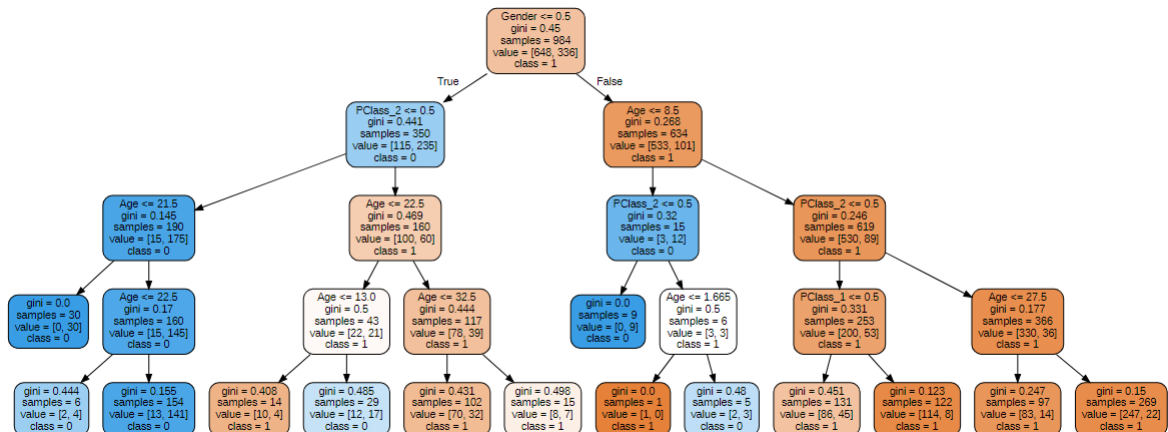 Gender <= 0.5
gini = 0.45
samples = 984
value = [648, 336]
class = 1
True
False
PClass_2 <= 0.5
gini = 0.441
samples = 350
value = [115, 235]
class = 0
Age <= 8.5
gini = 0.268
samples = 634
value = [533, 101]
class = 1
Age <= 21.5
gini = 0.145
samples = 190
value = [15, 175]
class = 0
Age <= 22.5
gini = 0.469
samples = 160
value = [100, 60]
class = 1
PClass_2 <= 0.5
gini = 0.32
samples = 15
value = [3, 12]
class = 0
PClass_2 <= 0.5
gini = 0.246
samples = 619
value = [530, 89]
class = 1
gini = 0.0
samples = 30
value = [0, 30]
class = 0
Age <= 22.5
gini = 0.17
samples = 160
value = [15, 145]
class = 0
Age <= 13.0
gini = 0.5
samples = 43
value = [22, 21]
class = 1
Age <= 32.5
gini = 0.444
samples = 117
value = [78, 39]
class = 1
gini = 0.0
samples = 9
value = [0, 9]
class = 0
Age <= 1.665
gini = 0.5
samples = 6
value = [3, 3]
class = 1
PClass_1 <= 0.5
gini = 0.331
samples = 253
value = [200, 53]
class = 1
Age <= 27.5
gini = 0.177
samples = 366
value = [330, 36]
class = 1
gini = 0.444
samples = 6
value = [2, 4]
class = 0
gini = 0.155
samples = 154
value = [13, 141]
class = 0
gini = 0.408
samples = 14
value = [10, 4]
class = 1
gini = 0.485
samples = 29
value = [12, 17]
class = 0
gini = 0.431
samples = 102
value = [70, 32]
class = 1
gini = 0.498
samples = 15
value = [8, 7]
class = 1
gini = 0.0
samples = 1
value = [1, 0]
class = 1
gini = 0.48
samples = 5
value = [2, 3]
class = 0
gini = 0.451
samples = 131
value = [86, 45]
class = 1
gini = 0.123
samples = 122
value = [114, 8]
class = 1
gini = 0.247
samples = 97
value = [83, 14]
class = 1
gini = 0.15
samples = 269
value = [247, 22]
class = 1